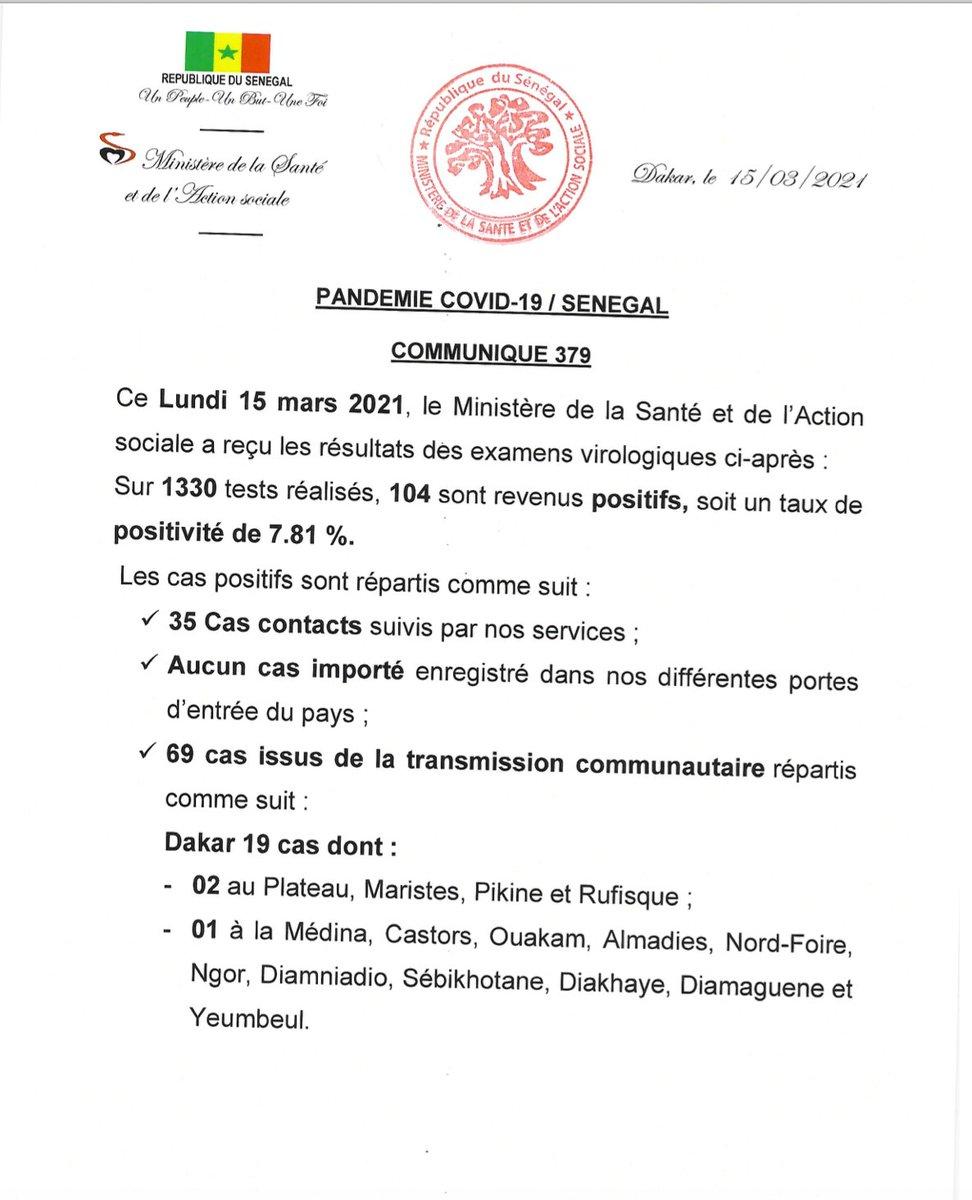 REPUBLIQUE DU SENEGAL
Un Peuple-Un But-Une Foi
Ministère de la Santé
et de l'Action sociale
★ République du Sénégal ★
MINISTERE DE LA SANTE ET DE L'ACTION SOCIALE
Dakar, le 15/03/2021
PANDEMIE COVID-19 / SENEGAL
COMMUNIQUE 379
Ce Lundi 15 mars 2021, le Ministère de la Santé et de l'Action
sociale a reçu les résultats des examens virologiques ci-après :
Sur 1330 tests réalisés, 104 sont revenus positifs, soit un taux de
positivité de 7.81 %.
Les cas positifs sont répartis comme suit :
✓ 35 Cas contacts suivis par nos services ;
✓ Aucun cas importé enregistré dans nos différentes portes
d'entrée du pays ;
✓ 69 cas issus de la transmission communautaire répartis
comme suit :
Dakar 19 cas dont :
- 02 au Plateau, Maristes, Pikine et Rufisque ;
- 01 à la Médina, Castors, Ouakam, Almadies, Nord-Foire,
Ngor, Diamniadio, Sébikhotane, Diakhaye, Diamaguene et
Yeumbeul.